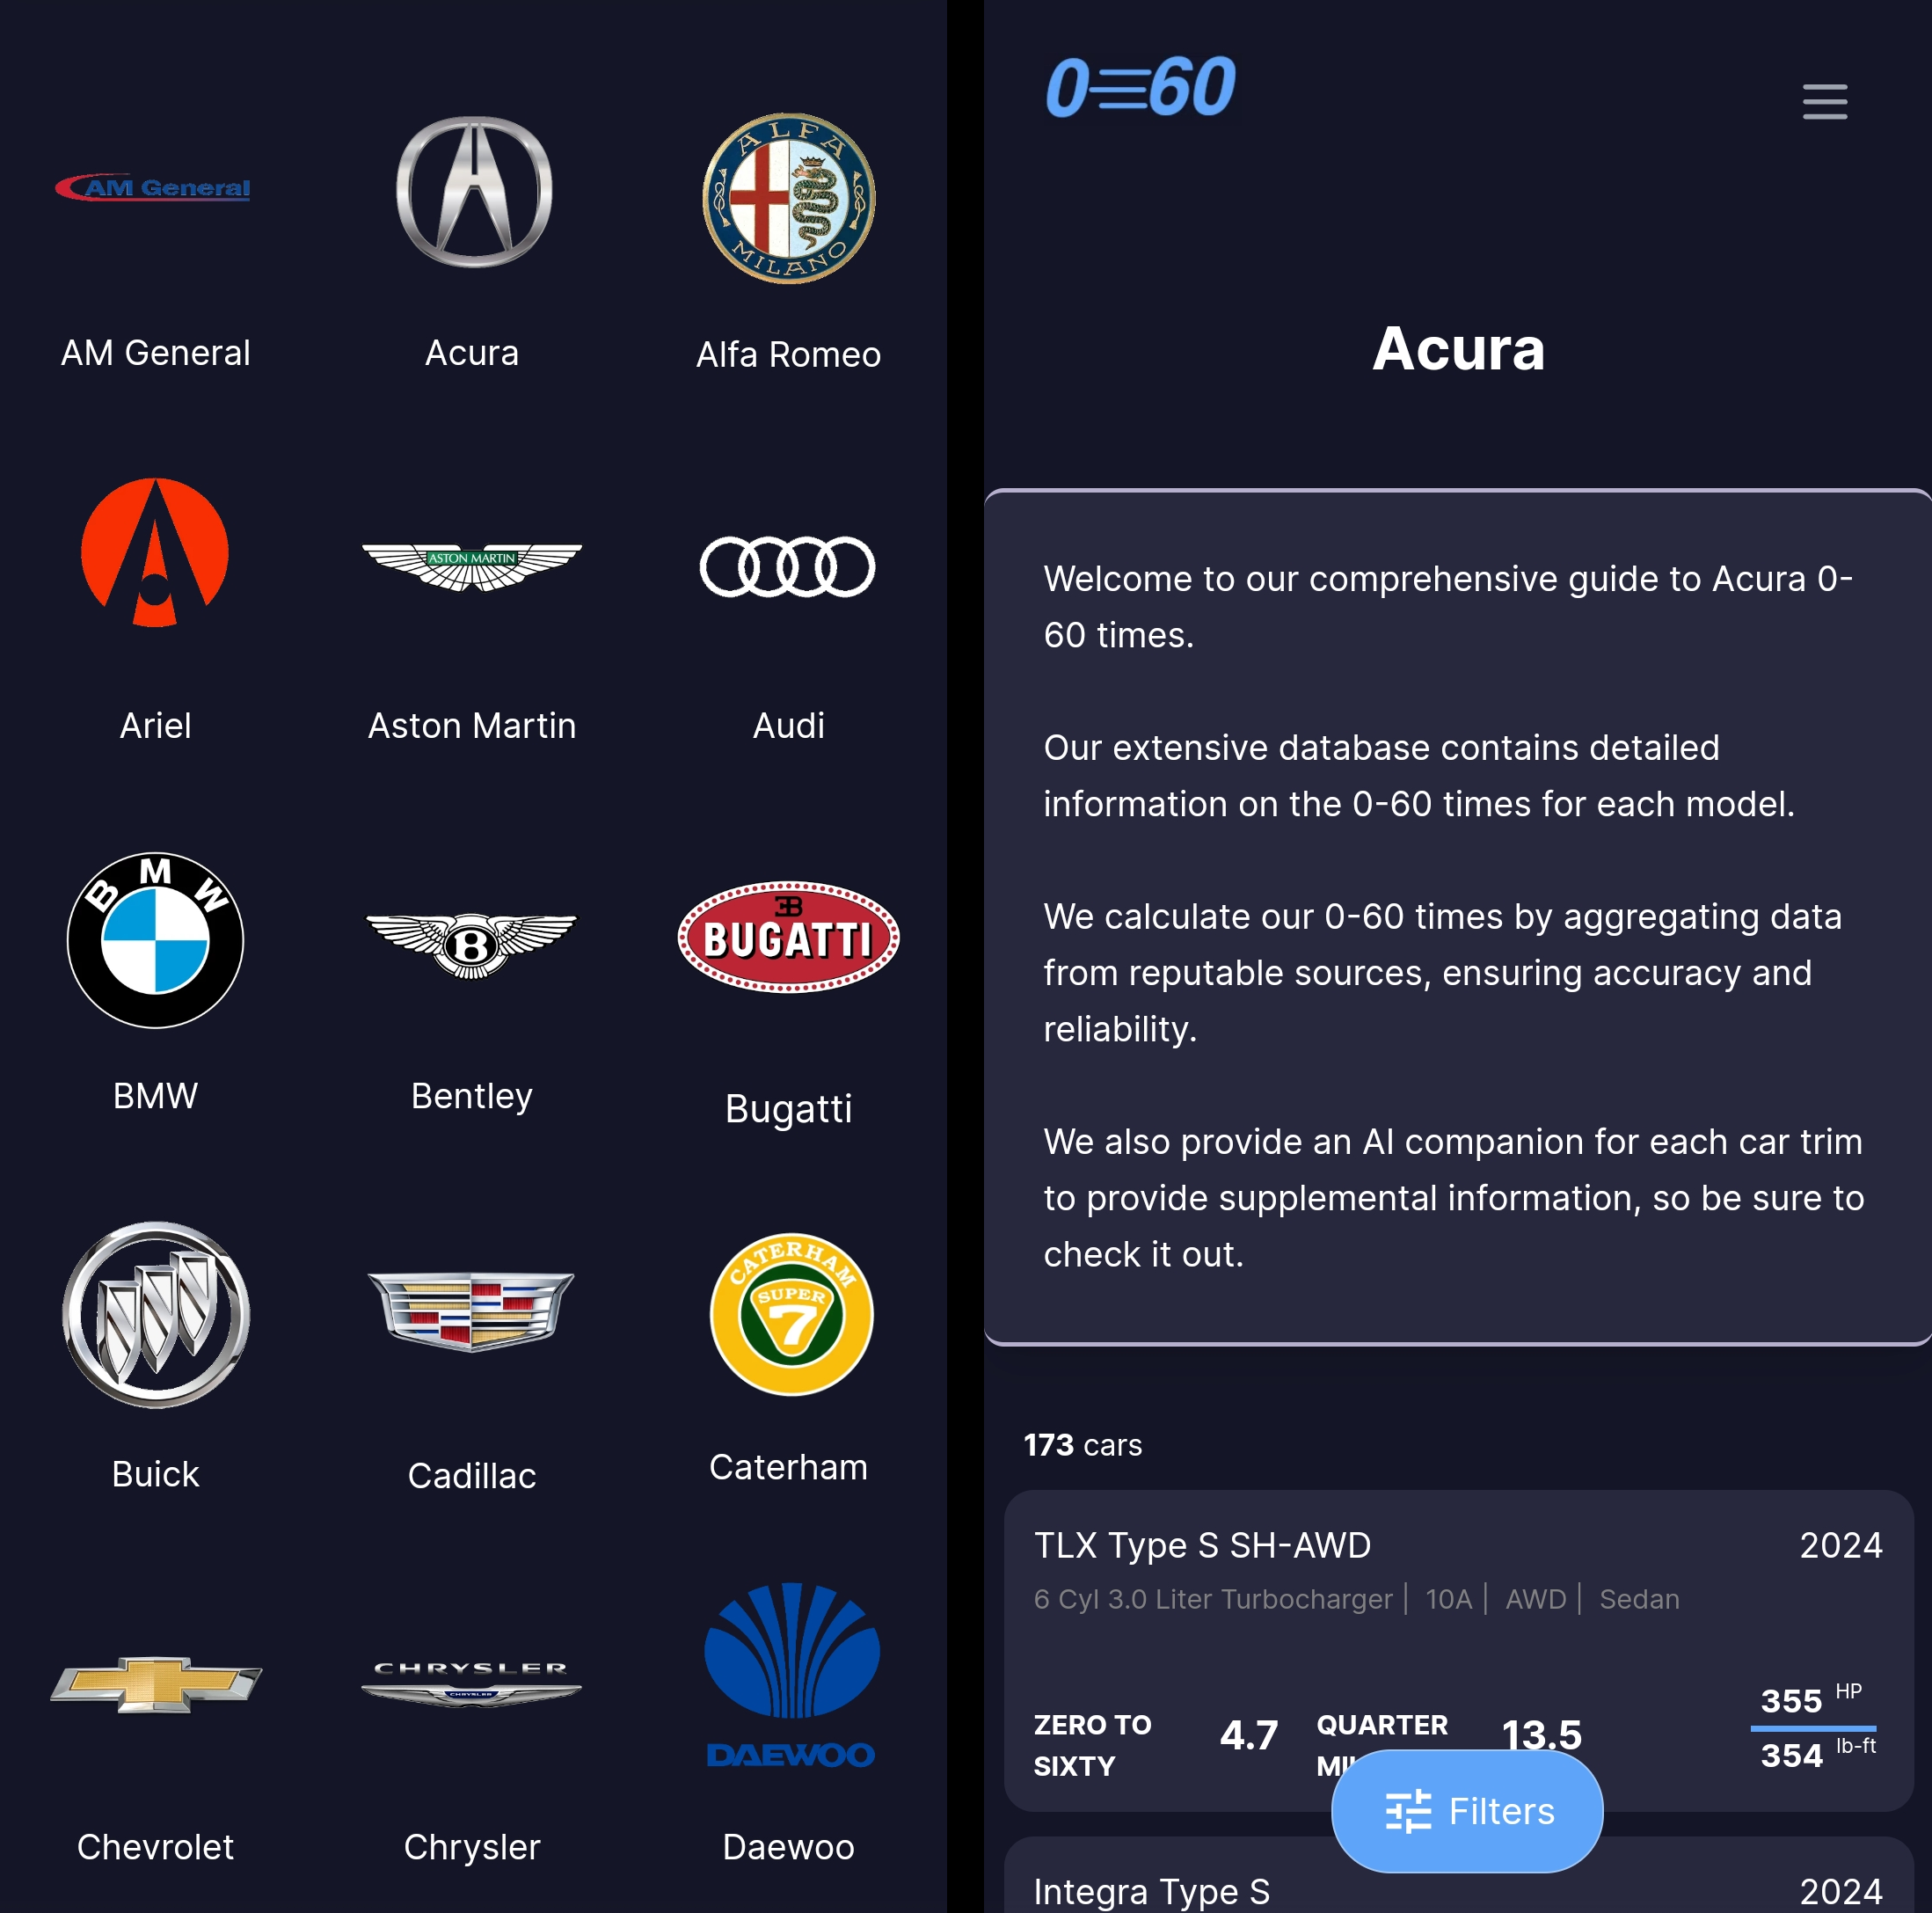 AM General
ALFA
MILANO
AM General
Acura
Alfa Romeo
ASTON MARTIN
Ariel
Aston Martin
Audi
BMW
B
EB
BUGATTI
BMW
Bentley
Bugatti
CATERHAM
SUPER
7
Buick
Cadillac
Caterham
CHRYSLER
CHRYSLER
DAEWOO
Chevrolet
Chrysler
Daewoo
0-60
Acura
Welcome to our comprehensive guide to Acura 0-
60 times.
Our extensive database contains detailed
information on the 0-60 times for each model.
We calculate our 0-60 times by aggregating data
from reputable sources, ensuring accuracy and
reliability.
We also provide an AI companion for each car trim
to provide supplemental information, so be sure to
check it out.
173 cars
TLX Type S SH-AWD 2024
6 Cyl 3.0 Liter Turbocharger | 10A | AWD | Sedan
ZERO TO
SIXTY
4.7
QUARTER
13.5
355 HP
354 lb-ft
Filters
Integra Type S 2024